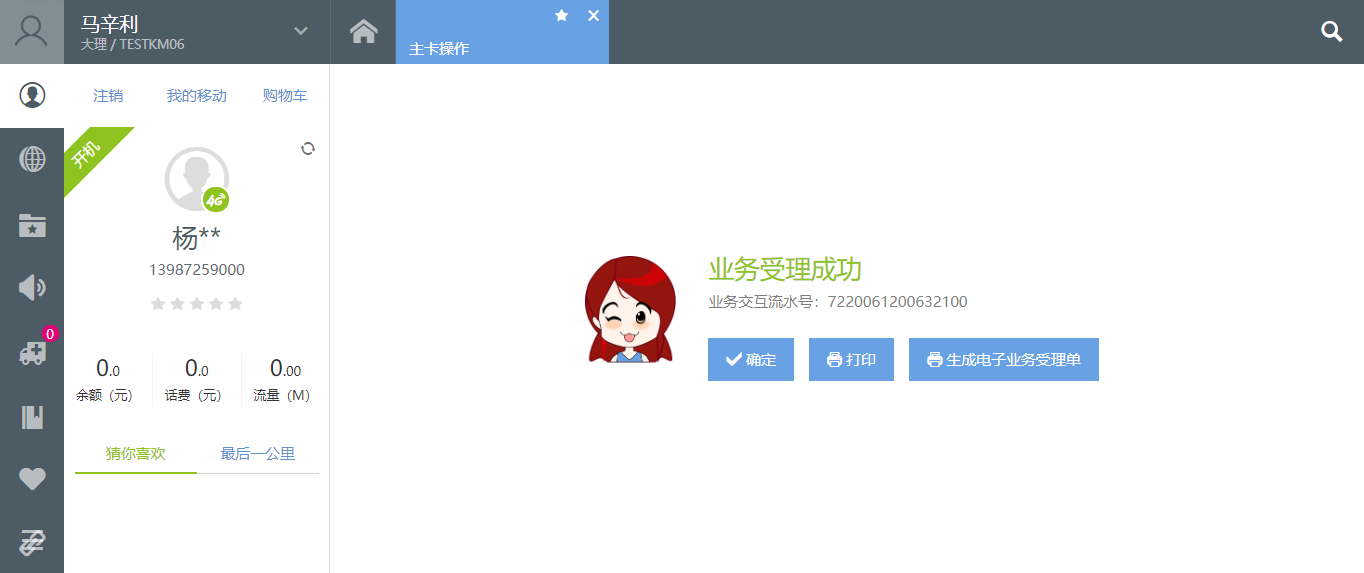 马辛利
大理 / TESTKM06
主卡操作
注销 我的移动 购物车
开机
4G
杨**
13987259000
0
0.0 0.0 0.00
余额（元） 话费（元） 流量（M）
猜你喜欢 最后一公里
业务受理成功
业务交互流水号：7220061200632100
确定 打印 生成电子业务受理单